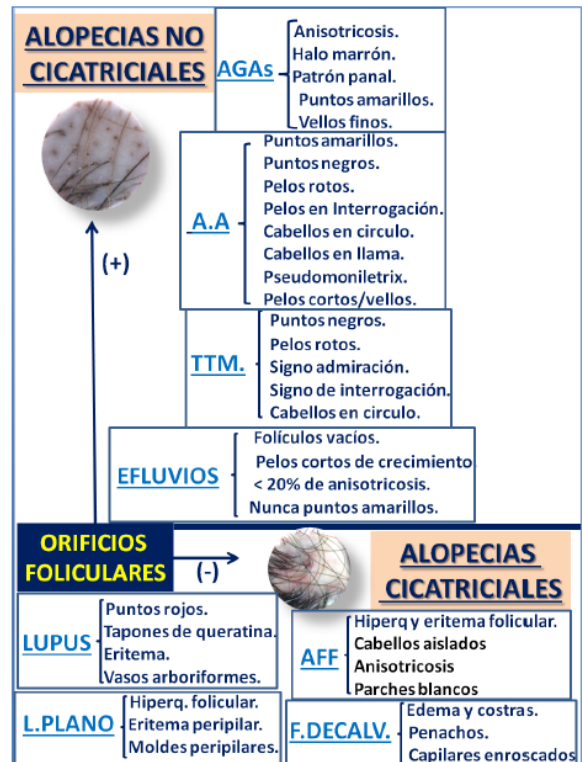 ALOPECIAS NO
CICATRICIALES
AGAs
Anisotricosis.
Halo marrón.
Patrón panal.
Puntos amarillos.
Vellos finos.
A.A
Puntos amarillos.
Puntos negros.
Pelos rotos.
Pelos en Interrogación.
Cabellos en circulo.
Cabellos en llama.
Pseudomoniletrix.
Pelos cortos/vellos.
(+)
TTM.
Puntos negros.
Pelos rotos.
Signo admiración.
Signo de interrogación.
Cabellos en circulo.
EFLUVIOS
Folículos vacíos.
Pelos cortos de crecimiento.
< 20% de anisotricosis.
Nunca puntos amarillos.
ORIFICIOS
FOLICULARES
(-)
ALOPECIAS
CICATRICIALES
LUPUS
Puntos rojos.
Tapones de queratina.
Eritema.
Vasos arboriformes.
AFF
Hiperq y eritema folicular.
Cabellos aislados
Anisotricosis
Parches blancos
L.PLANO
Hiperq. folicular.
Eritema peripilar.
Moldes peripilares.
F.DECALV.
Edema y costras.
Penachos.
Capilares enroscados